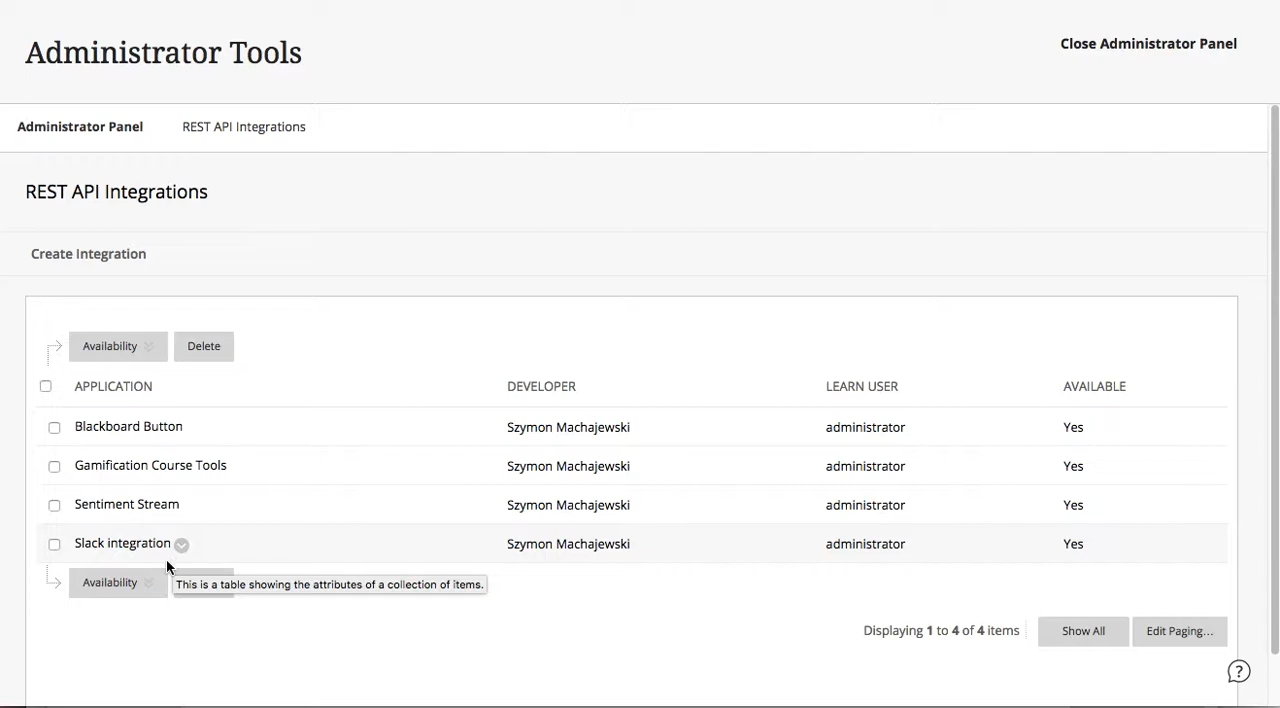 Administrator Tools
Close Administrator Panel
Administrator Panel REST API Integrations
REST API Integrations
Create Integration
Availability Delete
APPLICATION DEVELOPER LEARN USER AVAILABLE
Blackboard Button Szymon Machajewski administrator Yes
Gamification Course Tools Szymon Machajewski administrator Yes
Sentiment Stream Szymon Machajewski administrator Yes
Slack integration Szymon Machajewski administrator Yes
Availability
This is a table showing the attributes of a collection of items.
Displaying 1 to 4 of 4 items Show All Edit Paging...
?